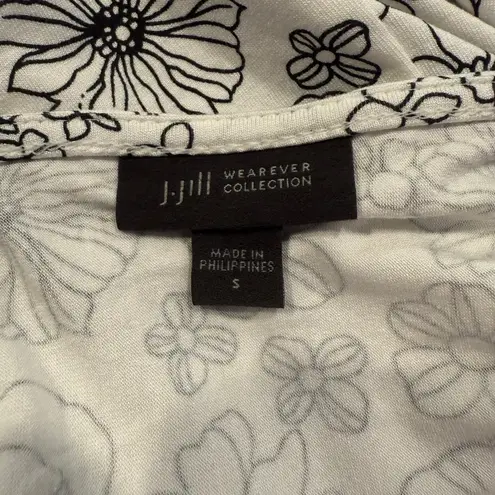 J.Jill WEAREVER
COLLECTION
MADE IN
PHILIPPINES
S